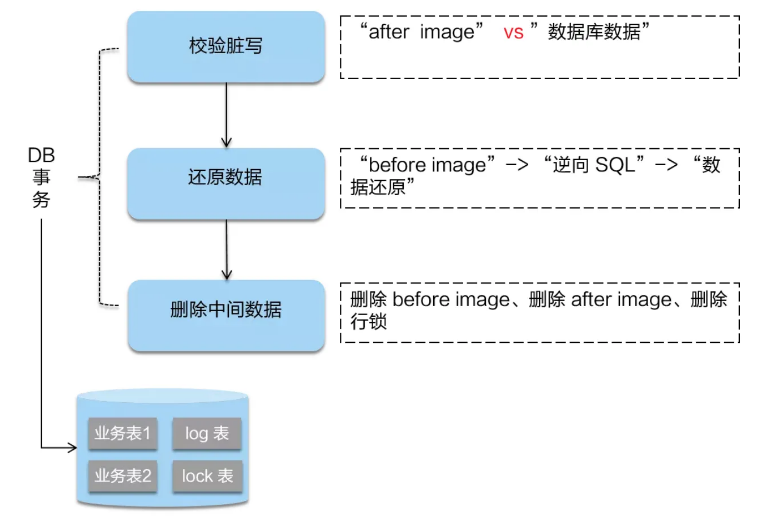 校验脏写
“after image” vs ” 数据库数据”
DB
事
务
还原数据
“before image”–> “逆向 SQL”–> “数
据还原”
删除中间数据
删除 before image、删除 after image、删除
行锁
业务表1
log 表
业务表2
lock 表